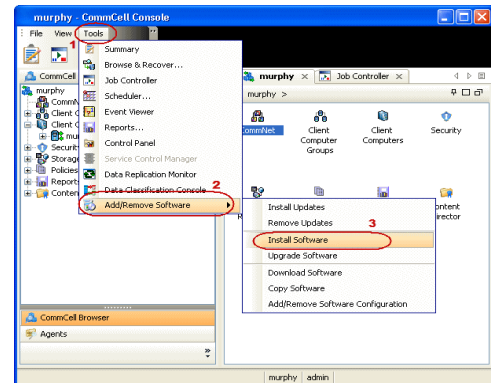 murphy - CommCell Console
File View Tools
1
Summary
Browse & Recover...
Job Controller
Scheduler...
Event Viewer
Reports...
Control Panel
Service Control Manager
Data Replication Monitor
Data Classification Console
2
Add/Remove Software
CommCell
murphy
CommN
Client C
Client C
mu
Securit
Storage
Policies
Report
Conten
murphy
Job Controller
murphy >
CommNet
Client Computer Groups
Client Computers
Security
Content Director
Install Updates
Remove Updates
3
Install Software
Upgrade Software
Download Software
Copy Software
Add/Remove Software Configuration
CommCell Browser
Agents
murphy admin